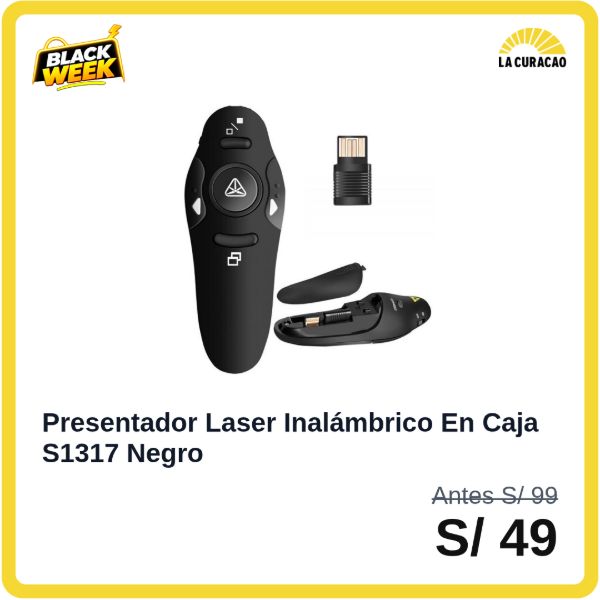 BLACK
WEEK
LA CURACAO
Presentador Laser Inalámbrico En Caja
S1317 Negro
Antes S/ 99
S/ 49